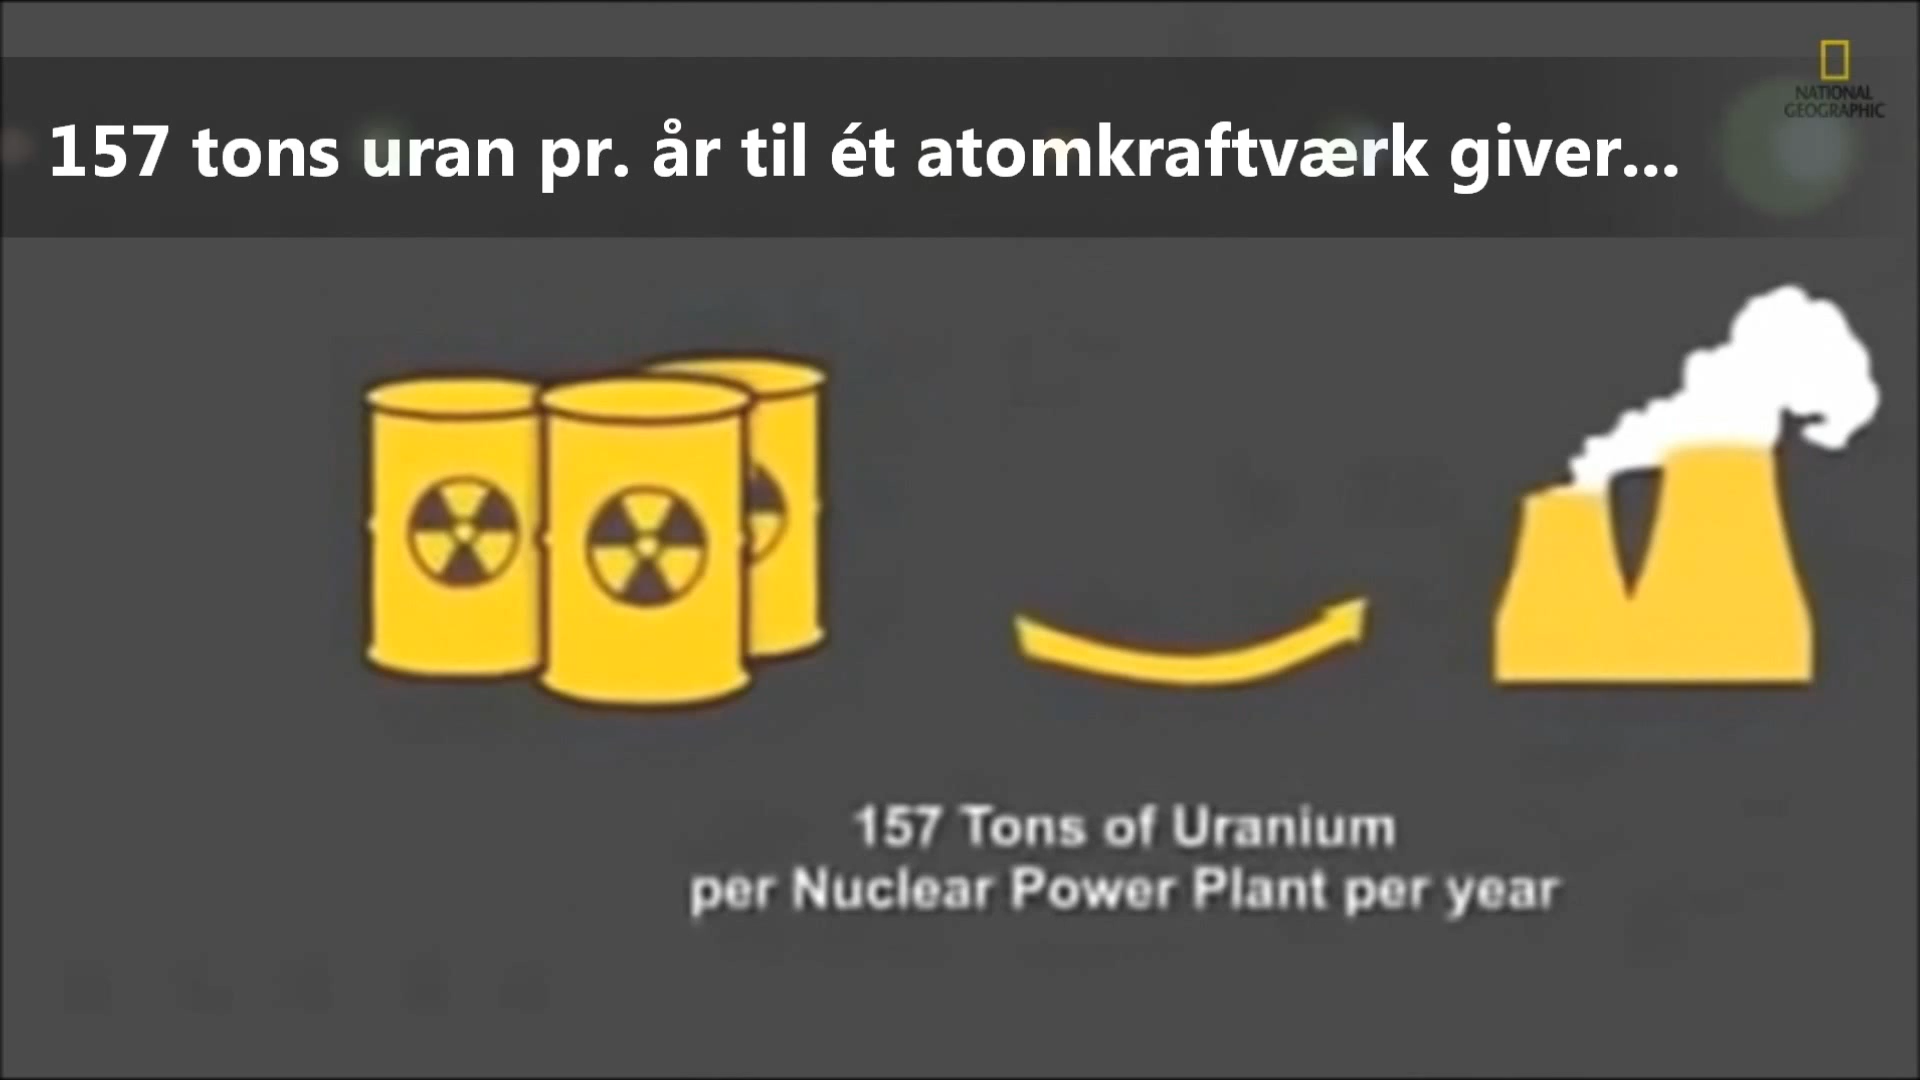 NATIONAL
GEOGRAPHIC
157 tons uran pr. år til ét atomkraftværk giver...
157 Tons of Uranium
per Nuclear Power Plant per year